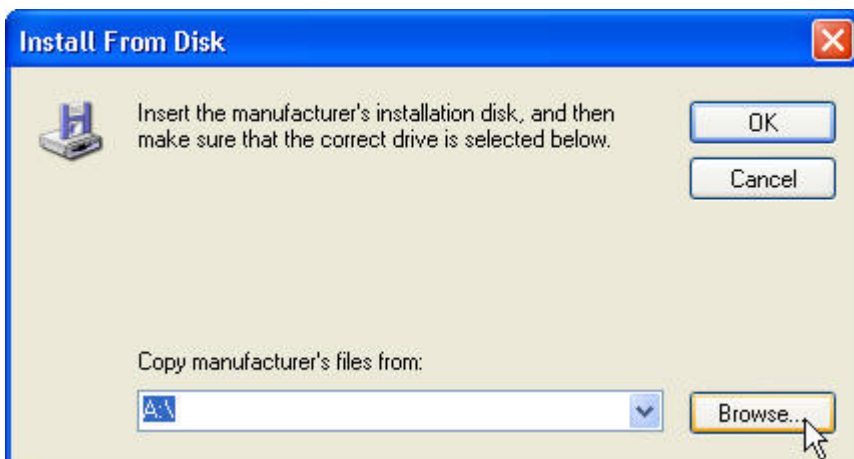 Install From Disk
Insert the manufacturer's installation disk, and then
make sure that the correct drive is selected below.
OK
Cancel
Copy manufacturer's files from:
A:\
Browse...